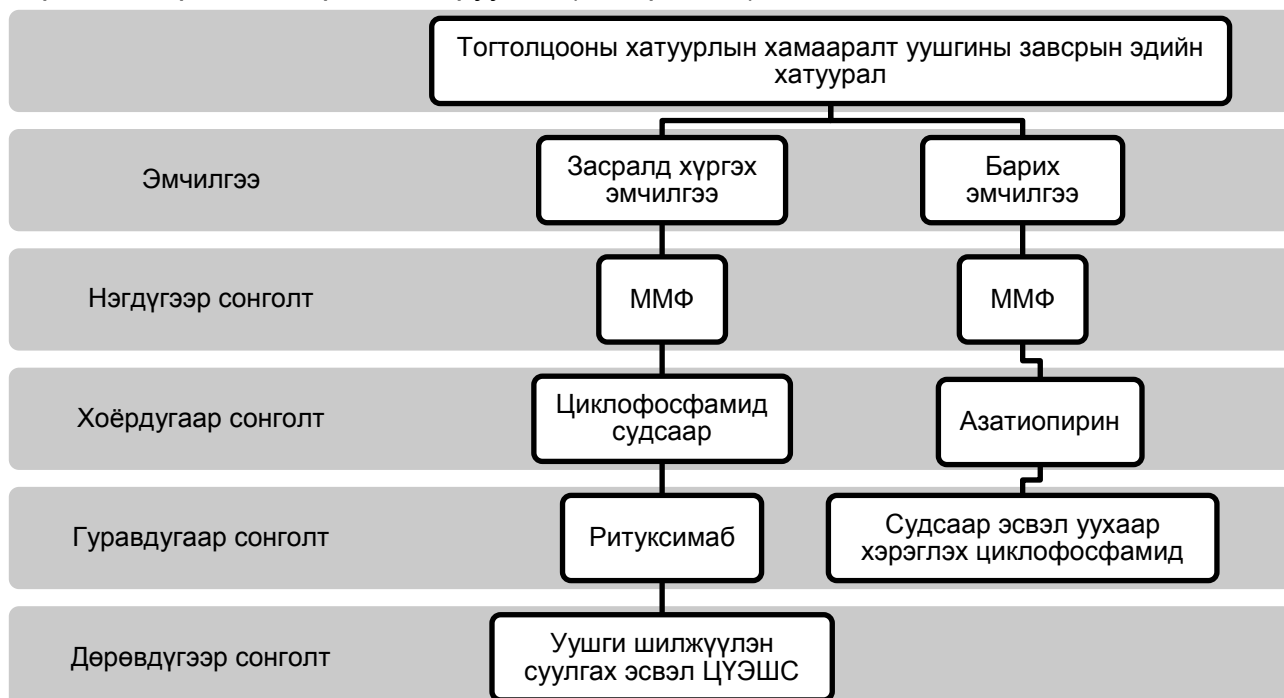 Тогтолцооны хатуурлын хамааралт уушгины завсрын эдийн
хатуурал
Эмчилгээ
Засралд хүргэх
эмчилгээ
Барих
эмчилгээ
Нэгдүгээр сонголт
ММФ
ММФ
Хоёрдугаар сонголт
Циклофосфамид
судсаар
Азатиопирин
Гуравдугаар сонголт
Ритуксимаб
Судсаар эсвэл уухаар
хэрэглэх циклофосфамид
Дөрөвдүгээр сонголт
Уушги шилжүүлэн
суулгах эсвэл ЦҮЭШС